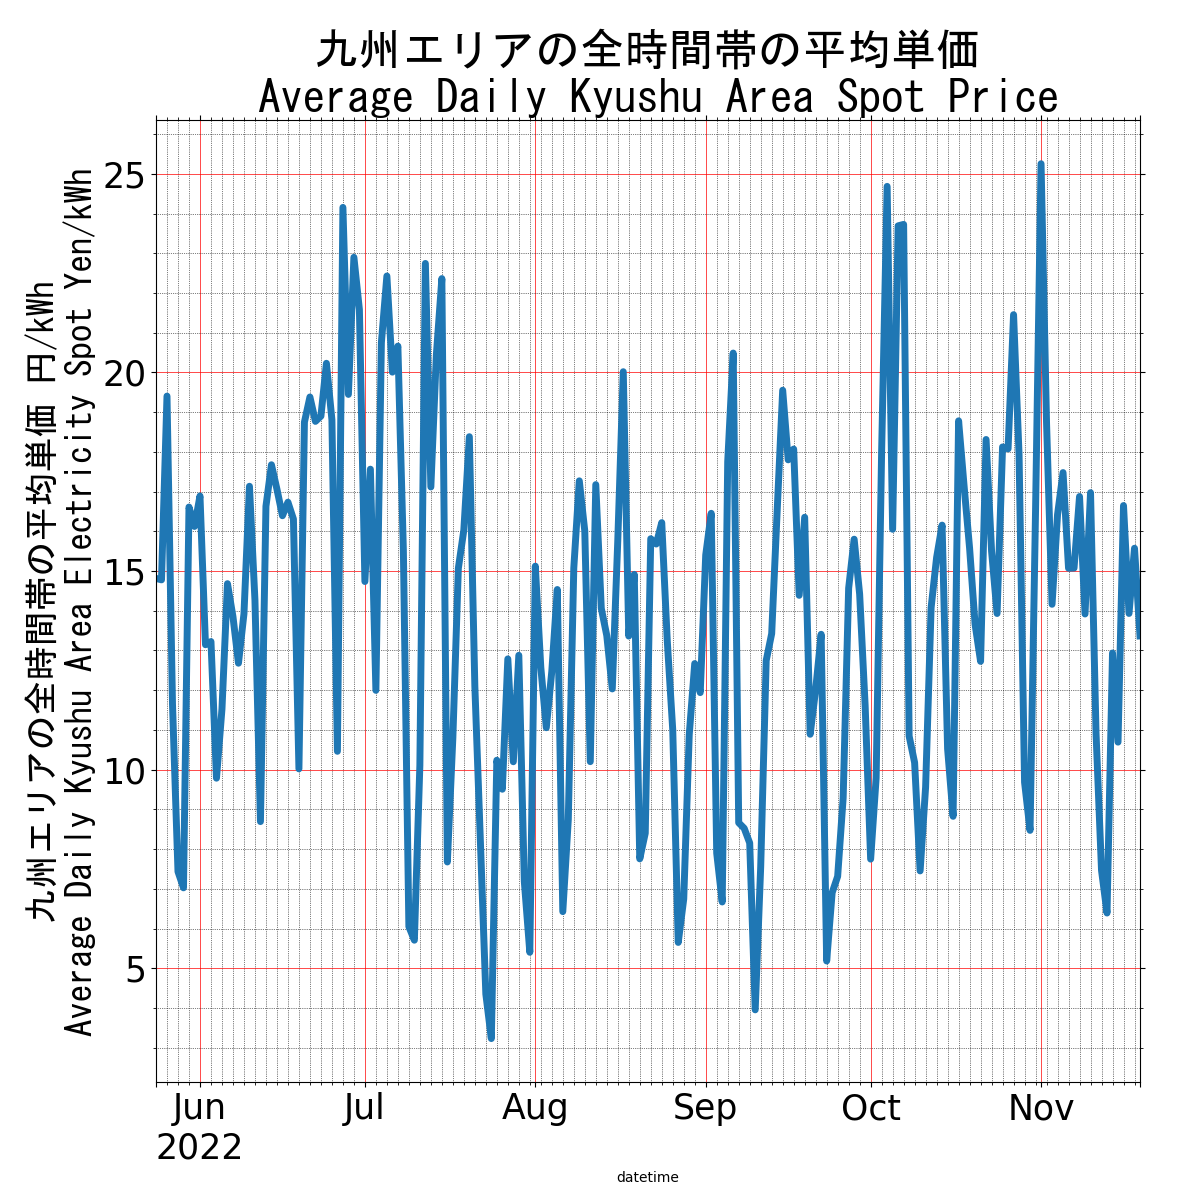 九州エリアの全時間帯の平均単価
Average Daily Kyushu Area Spot Price
九州エリアの全時間帯の平均単価 円/kWh
Average Daily Kyushu Area Electricity Spot Yen/kWh
25
20
15
10
5
Jun
2022
Jul
Aug
Sep
Oct
Nov
datetime